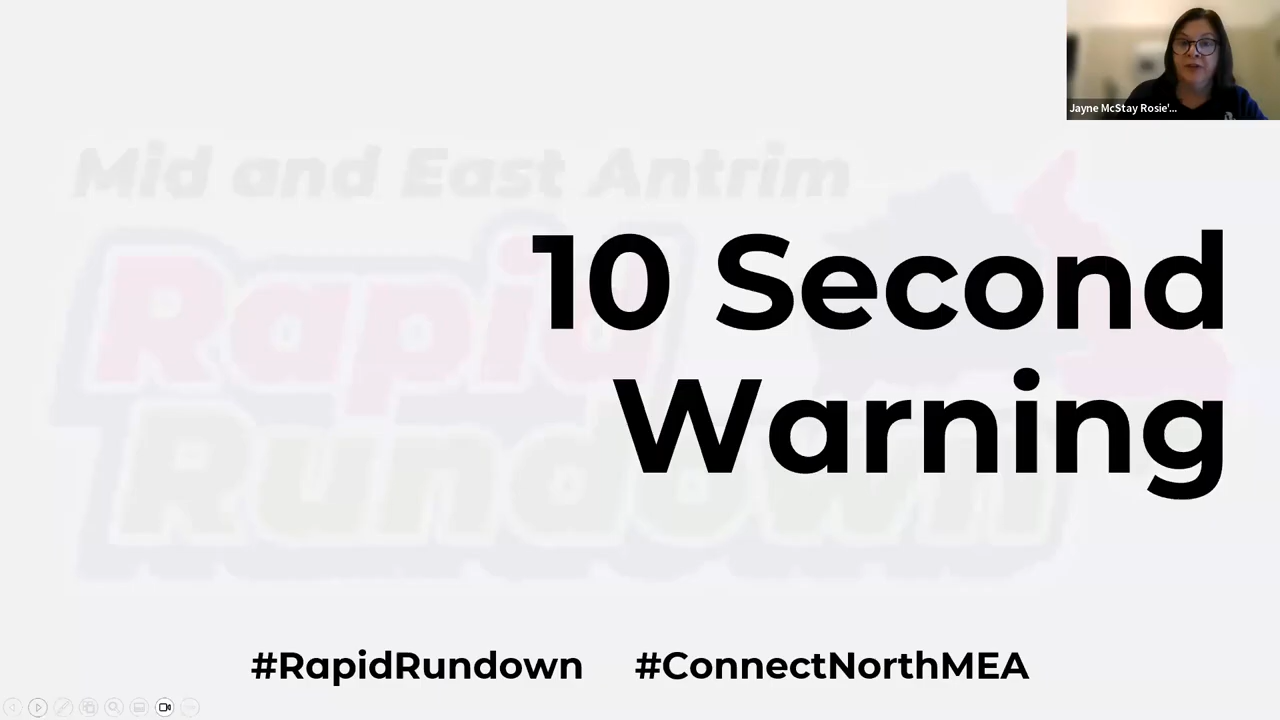 Jayne McStay Rosie'...
Mid and East Antrim
Rapid
Rundown
10 Second
Warning
#RapidRundown #ConnectNorthMEA